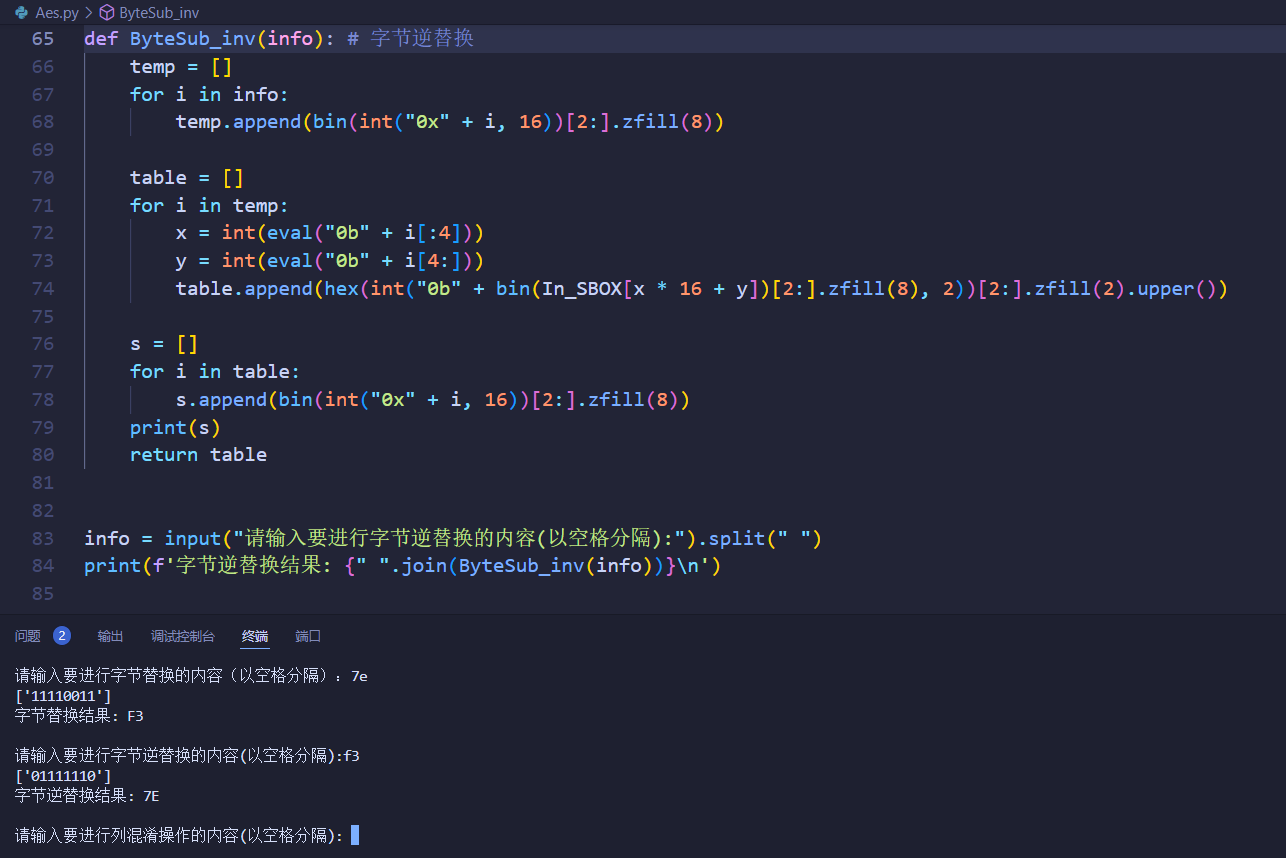 Aes.py > ByteSub_inv
65 def ByteSub_inv(info): # 字节逆替换
66     temp = []
67     for i in info:
68         temp.append(bin(int("0x" + i, 16))[2:].zfill(8))
69
70     table = []
71     for i in temp:
72         x = int(eval("0b" + i[:4]))
73         y = int(eval("0b" + i[4:]))
74         table.append(hex(int("0b" + bin(In_SBOX[x * 16 + y])[2:].zfill(8), 2))[2:].zfill(2).upper())
75
76     s = []
77     for i in table:
78         s.append(bin(int("0x" + i, 16))[2:].zfill(8))
79     print(s)
80     return table
81
82
83 info = input("请输入要进行字节逆替换的内容(以空格分隔):").split(" ")
84 print(f'字节逆替换结果: {" ".join(ByteSub_inv(info))}\n')
85
问题 2 输出 调试控制台 终端 端口
请输入要进行字节替换的内容（以空格分隔）：7e
['11110011']
字节替换结果: F3
请输入要进行字节逆替换的内容(以空格分隔):f3
['01111110']
字节逆替换结果: 7E
请输入要进行列混淆操作的内容(以空格分隔):